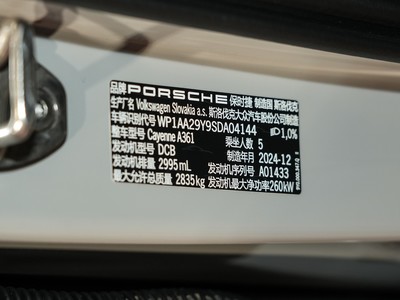 品牌 PORSCHE 保时捷 制造国 斯洛伐克
生产厂名 Volkswagen Slovakia a.s. 斯洛伐克大众汽车股份公司制造
车辆识别代号 WP1AA29Y9SDA04144 1,0%
整车型号 Cayenne A361 乘坐人数 5
发动机型号 DCB 制造年月 2024-12
发动机排量 2995 mL 发动机序列号 A01433
最大允许总质量 2835 kg 发动机最大净功率 260kW